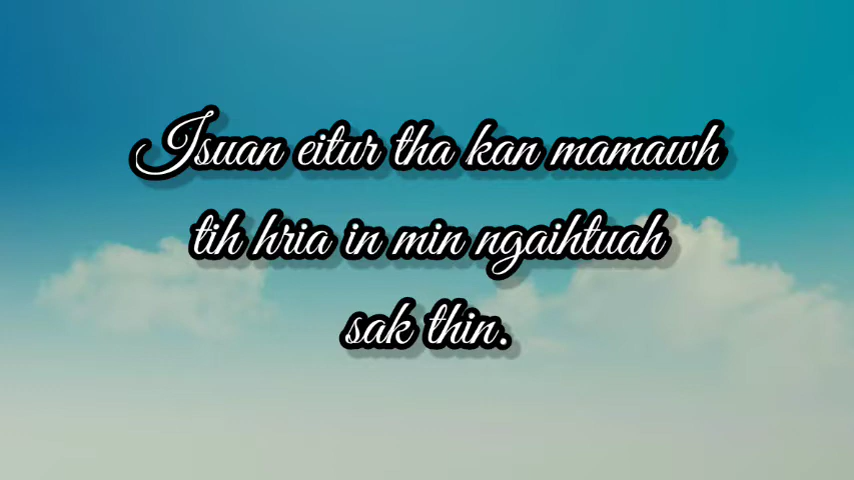 Isuan eitur tha kan mamawh
tih hria in min ngaihtuah
sak thin.